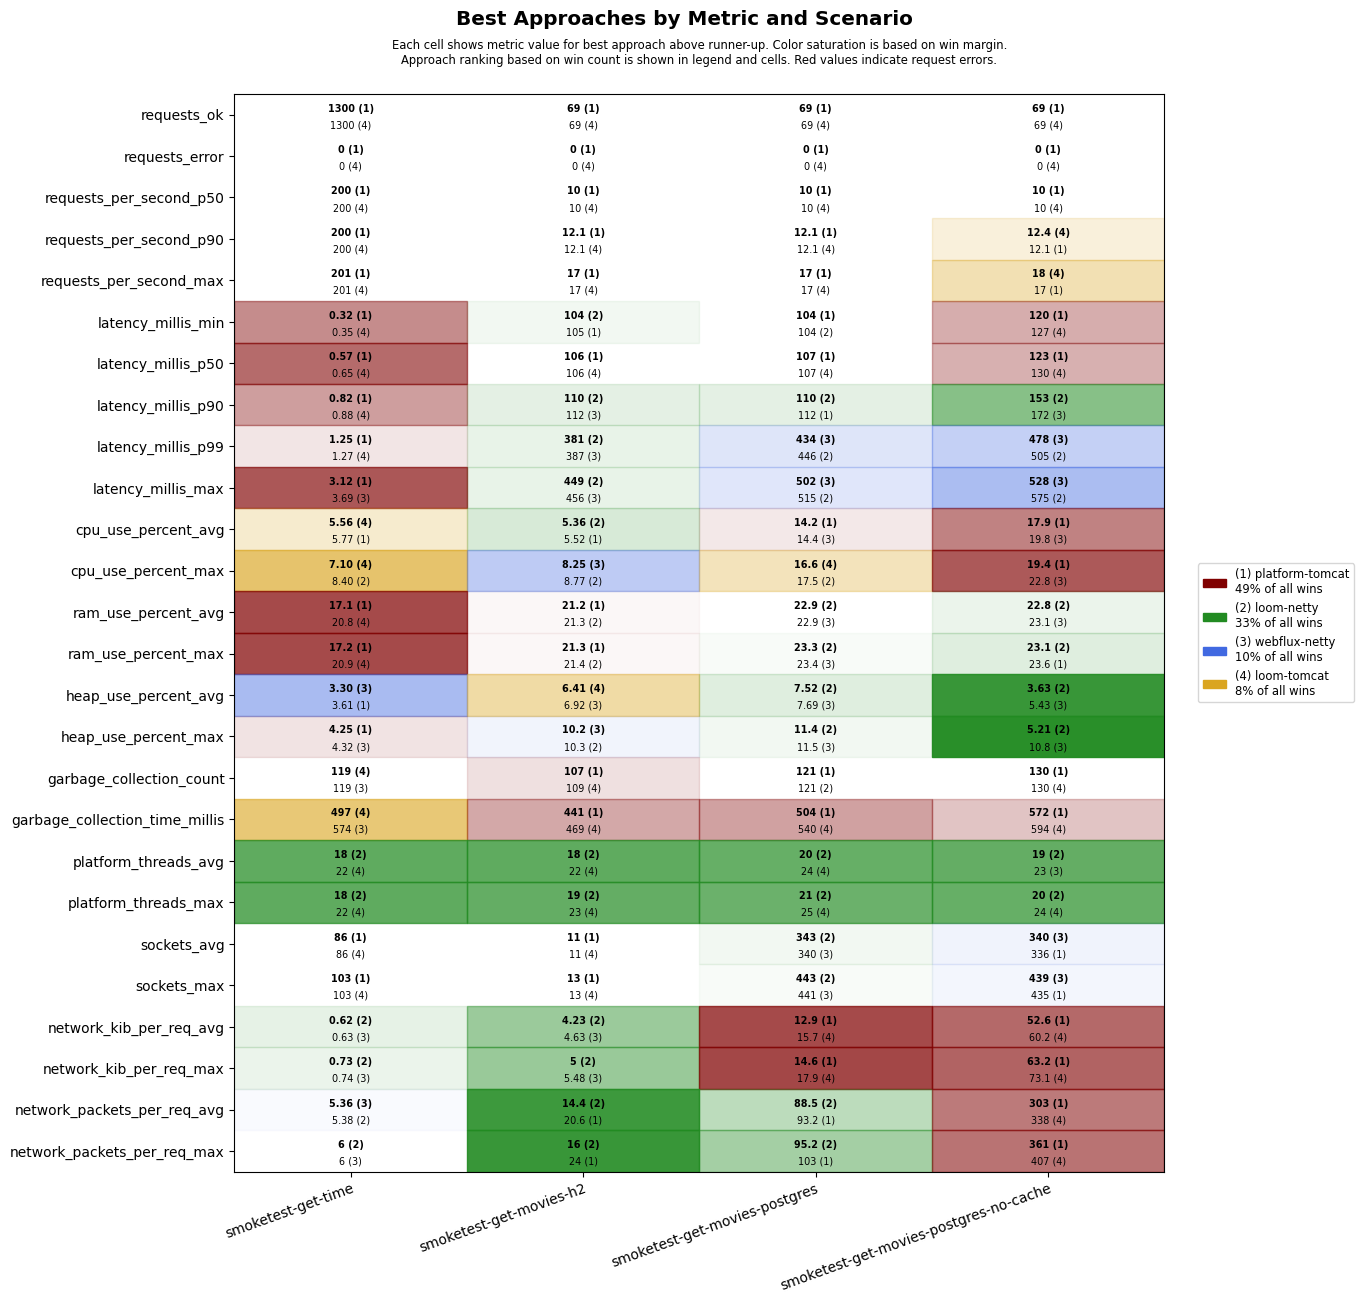 Best Approaches by Metric and Scenario
Each cell shows metric value for best approach above runner-up. Color saturation is based on win margin.
Approach ranking based on win count is shown in legend and cells. Red values indicate request errors.
requests_ok
1300 (1) 69 (1) 69 (1) 69 (1)
1300 (4) 69 (4) 69 (4) 69 (4)
requests_error
0 (1) 0 (1) 0 (1) 0 (1)
0 (4) 0 (4) 0 (4) 0 (4)
requests_per_second_p50
200 (1) 10 (1) 10 (1) 10 (1)
200 (4) 10 (4) 10 (4) 10 (4)
requests_per_second_p90
200 (1) 12.1 (1) 12.1 (1) 12.4 (4)
200 (4) 12.1 (4) 12.1 (4) 12.1 (1)
requests_per_second_max
201 (1) 17 (1) 17 (1) 18 (4)
201 (4) 17 (4) 17 (4) 17 (1)
latency_millis_min
0.32 (1) 104 (2) 104 (1) 120 (1)
0.35 (4) 105 (1) 104 (2) 127 (4)
latency_millis_p50
0.57 (1) 106 (1) 107 (1) 123 (1)
0.65 (4) 106 (4) 107 (4) 130 (4)
latency_millis_p90
0.82 (1) 110 (2) 110 (2) 153 (2)
0.88 (4) 112 (3) 112 (1) 172 (3)
latency_millis_p99
1.25 (1) 381 (2) 434 (3) 478 (3)
1.27 (4) 387 (3) 446 (2) 505 (2)
latency_millis_max
3.12 (1) 449 (2) 502 (3) 528 (3)
3.69 (3) 456 (3) 515 (2) 575 (2)
cpu_use_percent_avg
5.56 (4) 5.36 (2) 14.2 (1) 17.9 (1)
5.77 (1) 5.52 (1) 14.4 (3) 19.8 (3)
cpu_use_percent_max
7.10 (4) 8.25 (3) 16.6 (4) 19.4 (1)
8.40 (2) 8.77 (2) 17.5 (2) 22.8 (3)
ram_use_percent_avg
17.1 (1) 21.2 (1) 22.9 (2) 22.8 (2)
20.8 (4) 21.3 (2) 22.9 (3) 23.1 (3)
ram_use_percent_max
17.2 (1) 21.3 (1) 23.3 (2) 23.1 (2)
20.9 (4) 21.4 (2) 23.4 (3) 23.6 (1)
heap_use_percent_avg
3.30 (3) 6.41 (4) 7.52 (2) 3.63 (2)
3.61 (1) 6.92 (3) 7.69 (3) 5.43 (3)
heap_use_percent_max
4.25 (1) 10.2 (3) 11.4 (2) 5.21 (2)
4.32 (3) 10.3 (2) 11.5 (3) 10.8 (3)
garbage_collection_count
119 (4) 107 (1) 121 (1) 130 (1)
119 (3) 109 (4) 121 (2) 130 (4)
garbage_collection_time_millis
497 (4) 441 (1) 504 (1) 572 (1)
574 (3) 469 (4) 540 (4) 594 (4)
platform_threads_avg
18 (2) 18 (2) 20 (2) 19 (2)
22 (4) 22 (4) 24 (4) 23 (3)
platform_threads_max
18 (2) 19 (2) 21 (2) 20 (2)
22 (4) 23 (4) 25 (4) 24 (4)
sockets_avg
86 (1) 11 (1) 343 (2) 340 (3)
86 (4) 11 (4) 340 (3) 336 (1)
sockets_max
103 (1) 13 (1) 443 (2) 439 (3)
103 (4) 13 (4) 441 (3) 435 (1)
network_kib_per_req_avg
0.62 (2) 4.23 (2) 12.9 (1) 52.6 (1)
0.63 (3) 4.63 (3) 15.7 (4) 60.2 (4)
network_kib_per_req_max
0.73 (2) 5 (2) 14.6 (1) 63.2 (1)
0.74 (3) 5.48 (3) 17.9 (4) 73.1 (4)
network_packets_per_req_avg
5.36 (3) 14.4 (2) 88.5 (2) 303 (1)
5.38 (2) 20.6 (1) 93.2 (1) 338 (4)
network_packets_per_req_max
6 (2) 16 (2) 95.2 (2) 361 (1)
6 (3) 24 (1) 103 (1) 407 (4)
smoketest-get-time
smoketest-get-movies-h2
smoketest-get-movies-postgres
smoketest-get-movies-postgres-no-cache
(1) platform-tomcat
49% of all wins
(2) loom-netty
33% of all wins
(3) webflux-netty
10% of all wins
(4) loom-tomcat
8% of all wins